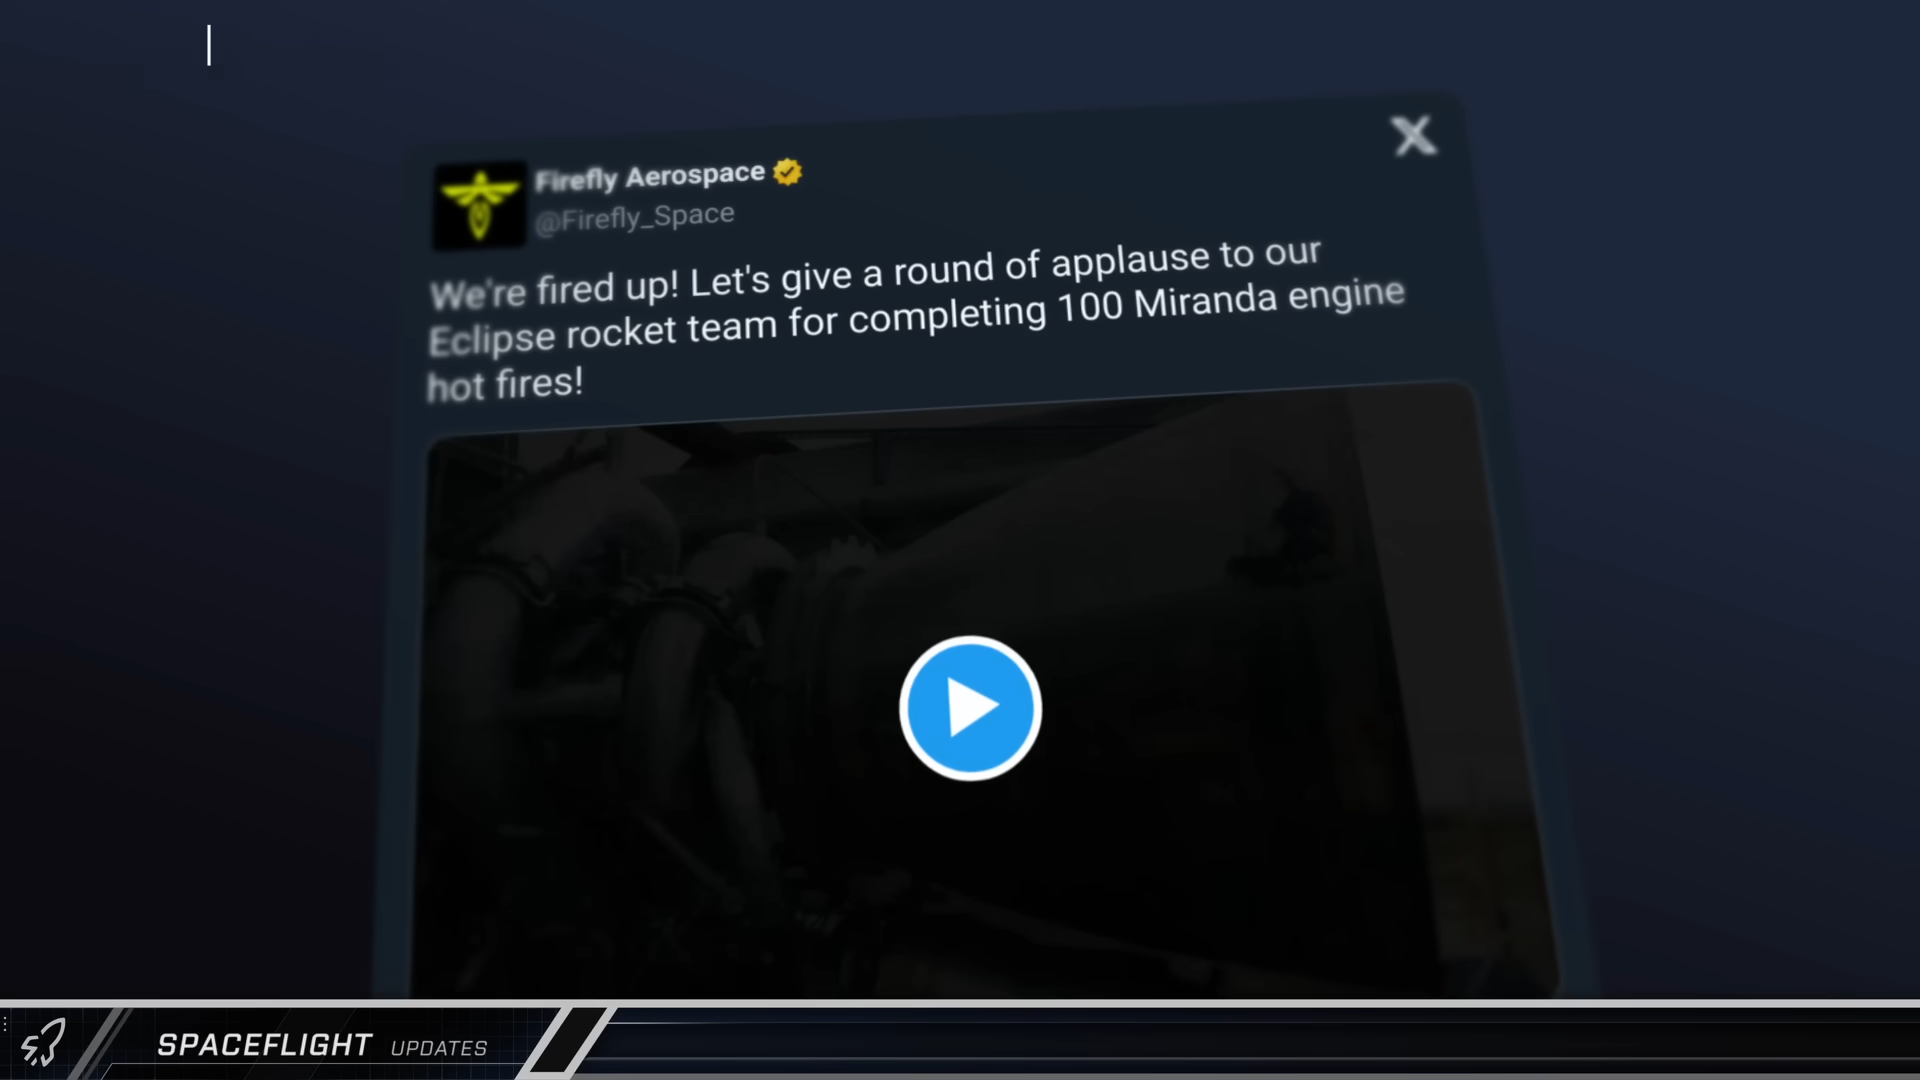 Firefly Aerospace
@Firefly_Space
We're fired up! Let's give a round of applause to our
Eclipse rocket team for completing 100 Miranda engine
hot fires!
SPACEFLIGHT UPDATES